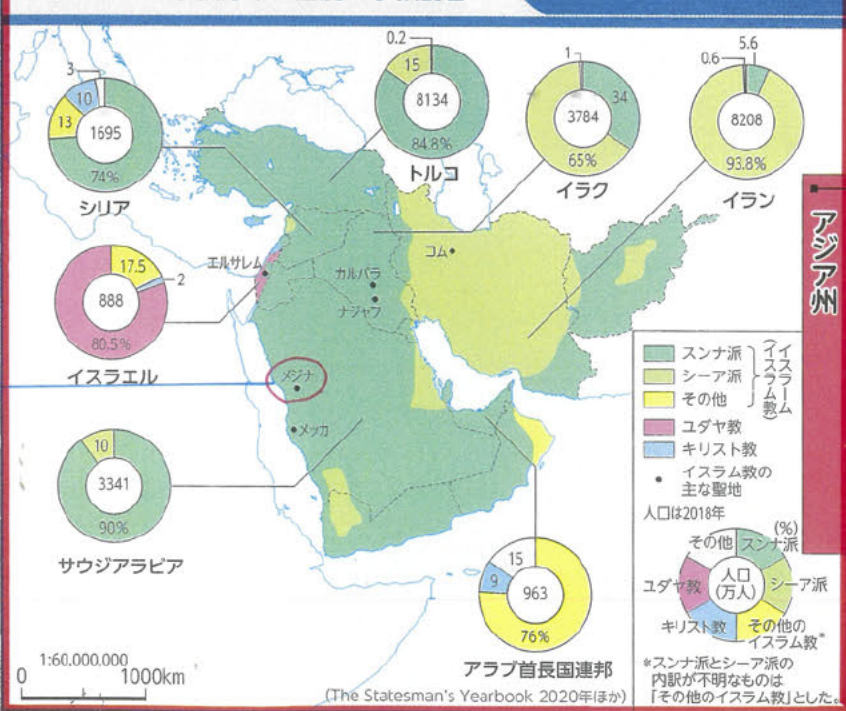 3
10
13
1695
74%
シリア
0.2
15
8134
84.8%
トルコ
1
34
3784
65%
イラク
0.6
5.6
8208
93.8%
イラン
アジア州
17.5
2
888
80.5%
イスラエル
エルサレム
カルバラ
ナジャフ
コム
メジナ
メッカ
10
3341
90%
サウジアラビア
15
9
963
76%
アラブ首長国連邦
スンナ派
シーア派
その他
(イスラーム
イスラム教)
ユダヤ教
キリスト教
イスラム教の
主な聖地
人口は2018年
(%)
その他
スンナ派
ユダヤ教
人口
(万人)
シーア派
キリスト教
その他の
イスラム教*
*スンナ派とシーア派の
内訳が不明なものは
「その他のイスラム教」とした。
1:60,000,000
0 1000km
(The Statesman's Yearbook 2020年ほか)